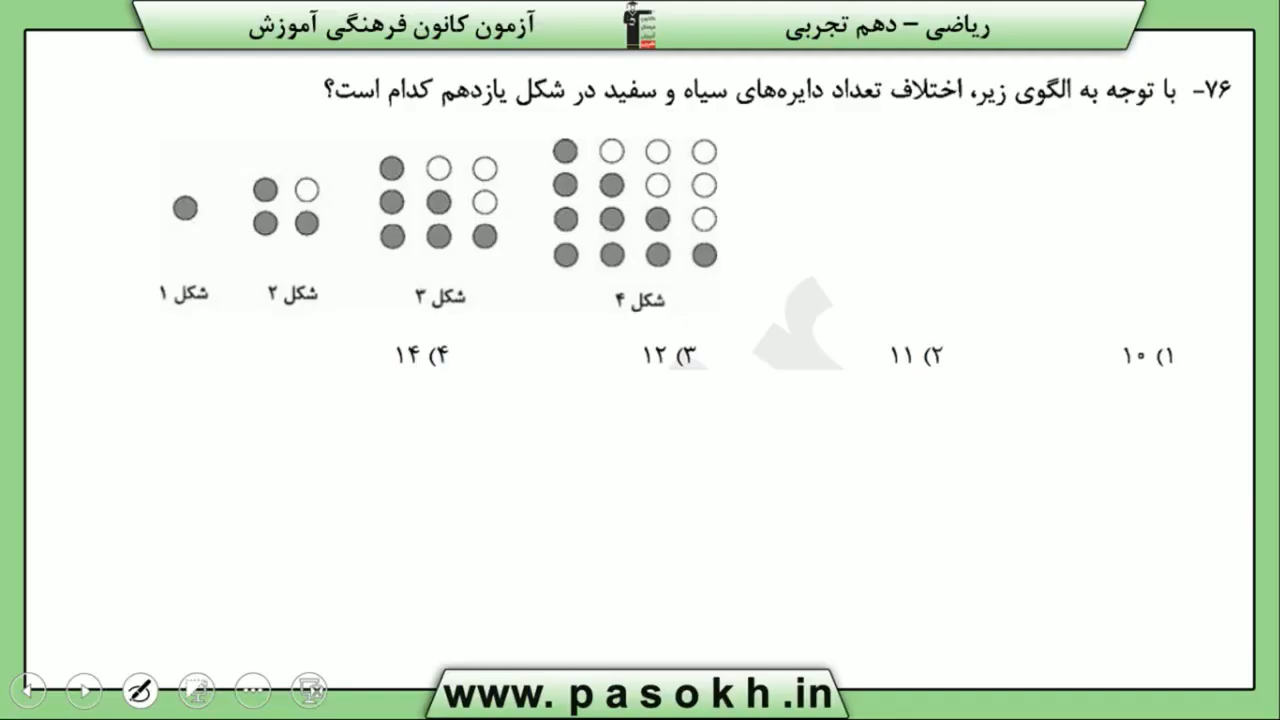 ریاضی – دهم تجربی
آزمون کانون فرهنگی آموزش
۷۶- با توجه به الگوی زیر، اختلاف تعداد دایره‌های سیاه و سفید در شکل یازدهم کدام است؟
شکل ۱ شکل ۲ شکل ۳ شکل ۴
۱) ۱۰ ۲) ۱۱ ۳) ۱۲ ۴) ۱۴
www. p a s o k h .in